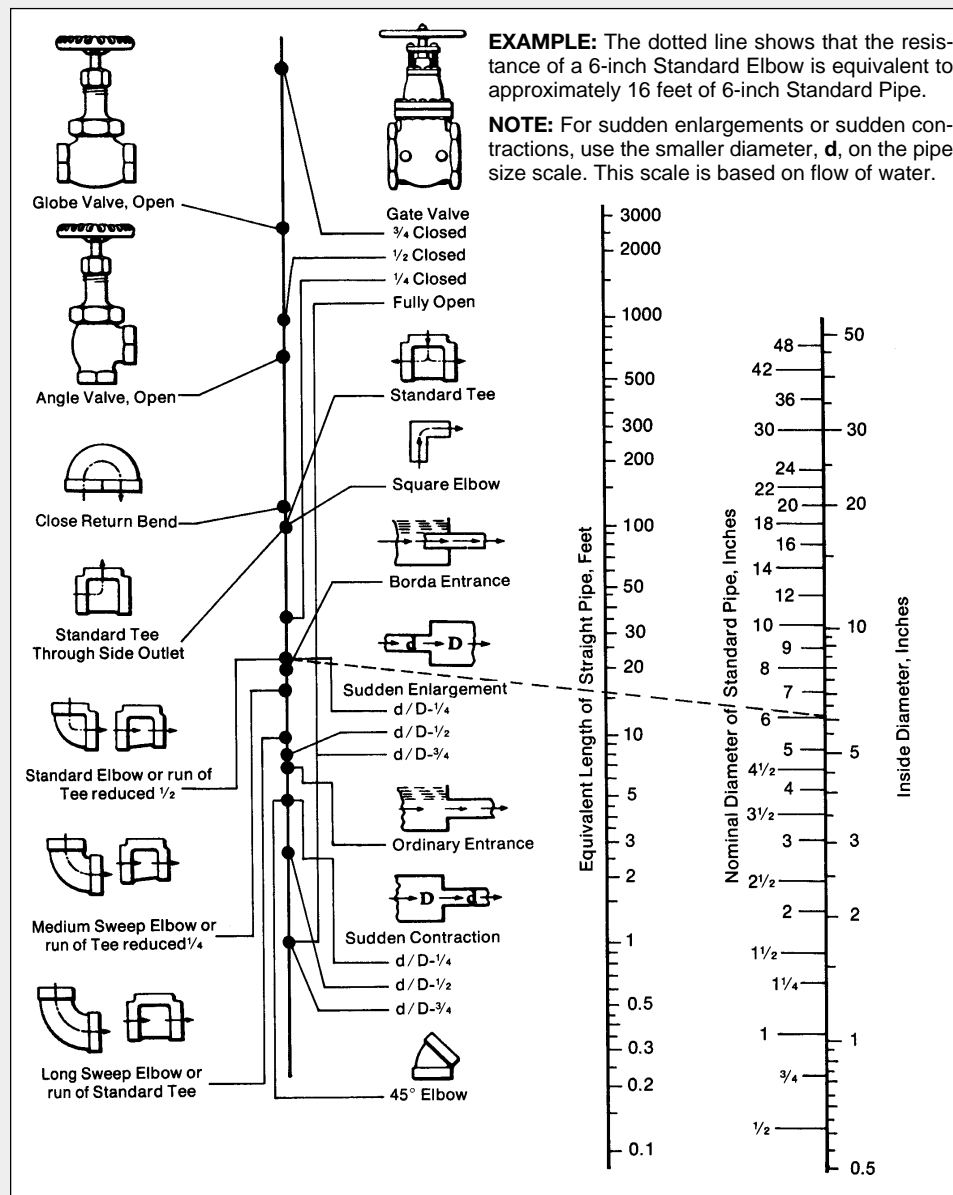 EXAMPLE: The dotted line shows that the resis-
tance of a 6-inch Standard Elbow is equivalent to
approximately 16 feet of 6-inch Standard Pipe.
NOTE: For sudden enlargements or sudden con-
tractions, use the smaller diameter, d, on the pipe
size scale. This scale is based on flow of water.
Globe Valve, Open
Angle Valve, Open
Close Return Bend
Standard Tee
Through Side Outlet
Standard Elbow or run of
Tee reduced 1/2
Medium Sweep Elbow or
run of Tee reduced 1/4
Long Sweep Elbow or
run of Standard Tee
Gate Valve
3/4 Closed
1/2 Closed
1/4 Closed
Fully Open
Standard Tee
Square Elbow
Borda Entrance
d
D
Sudden Enlargement
d/D-1/4
d/D-1/2
d/D-3/4
Ordinary Entrance
D
d
Sudden Contraction
d/D-1/4
d/D-1/2
d/D-3/4
45° Elbow
Equivalent Length of Straight Pipe, Feet
3000
2000
1000
500
300
200
100
50
30
20
10
5
3
2
1
0.5
0.3
0.2
0.1
Nominal Diameter of Standard Pipe, Inches
48
42
36
30
24
22
20
18
16
14
12
10
9
8
7
6
5
4 1/2
4
3 1/2
3
2 1/2
2
1 1/2
1 1/4
1
3/4
1/2
50
30
20
10
5
3
2
1
0.5
Inside Diameter, Inches